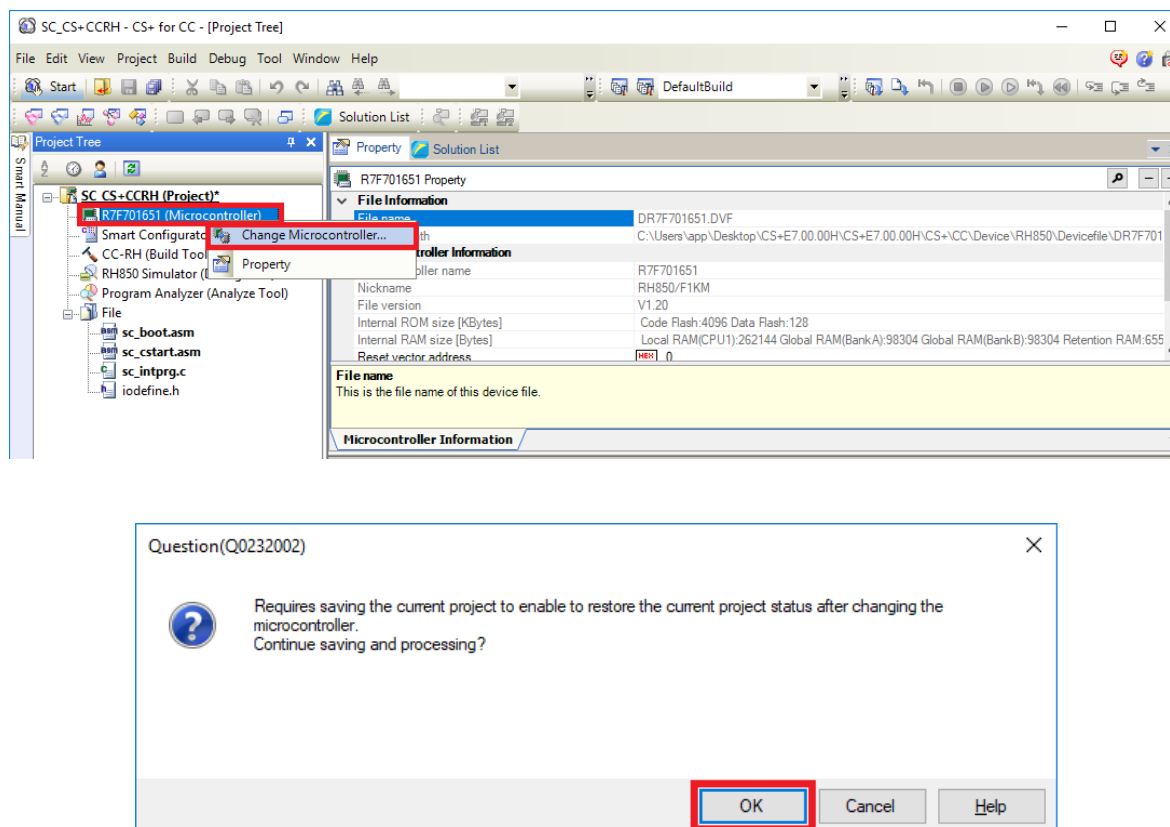 SC_CS+CCRH - CS+ for CC - [Project Tree]
File Edit View Project Build Debug Tool Window Help
Start DefaultBuild
Solution List
Project Tree
Smart Manual
SC_CS+CCRH (Project)*
R7F701651 (Microcontroller)
Smart Configurato
CC-RH (Build Tool
RH850 Simulator (
Program Analyzer (Analyze Tool)
File
sc_boot.asm
sc_cstart.asm
sc_intprg.c
iodefine.h
Change Microcontroller...
Property
Property Solution List
R7F701651 Property
File Information
File name DR7F701651.DVF
th C:\Users\app\Desktop\CS+E7.00.00H\CS+E7.00.00H\CS+\CC\Device\RH850\Devicefile\DR7F701
troller Information
oller name R7F701651
Nickname RH850/F1KM
File version V1.20
Internal ROM size [KBytes] Code Flash:4096 Data Flash:128
Internal RAM size [Bytes] Local RAM(CPU1):262144 Global RAM(BankA):98304 Global RAM(BankB):98304 Retention RAM:655
Reset vector address HEX 0
File name
This is the file name of this device file.
Microcontroller Information
Question(Q0232002)
Requires saving the current project to enable to restore the current project status after changing the
microcontroller.
Continue saving and processing?
OK Cancel Help